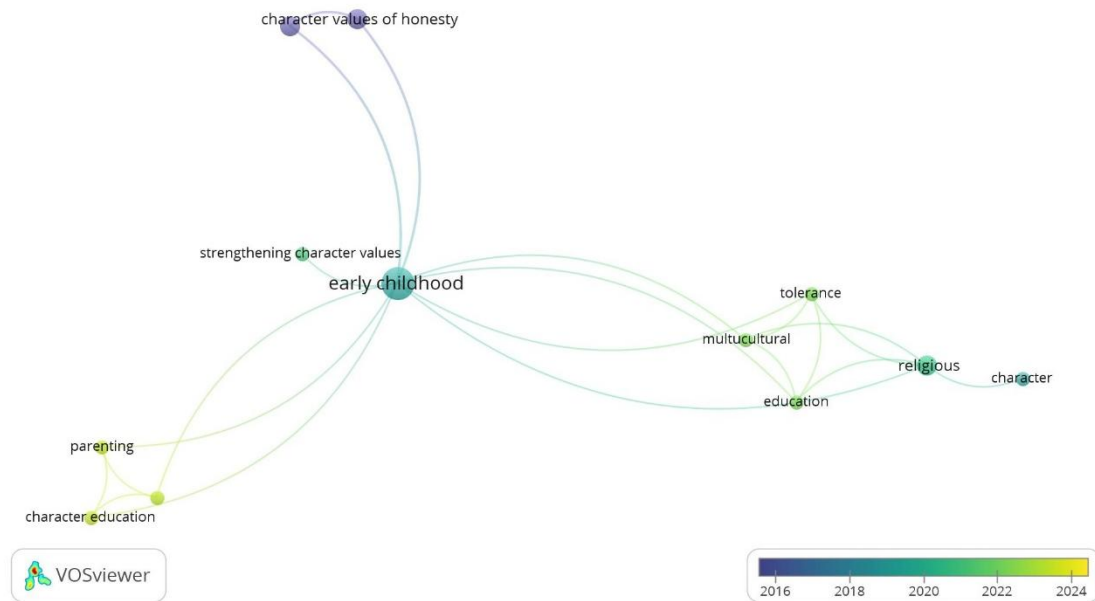 character values of honesty
strengthening character values
early childhood
tolerance
multucultural
religious
character
education
parenting
character education
VOSviewer
2016 2018 2020 2022 2024